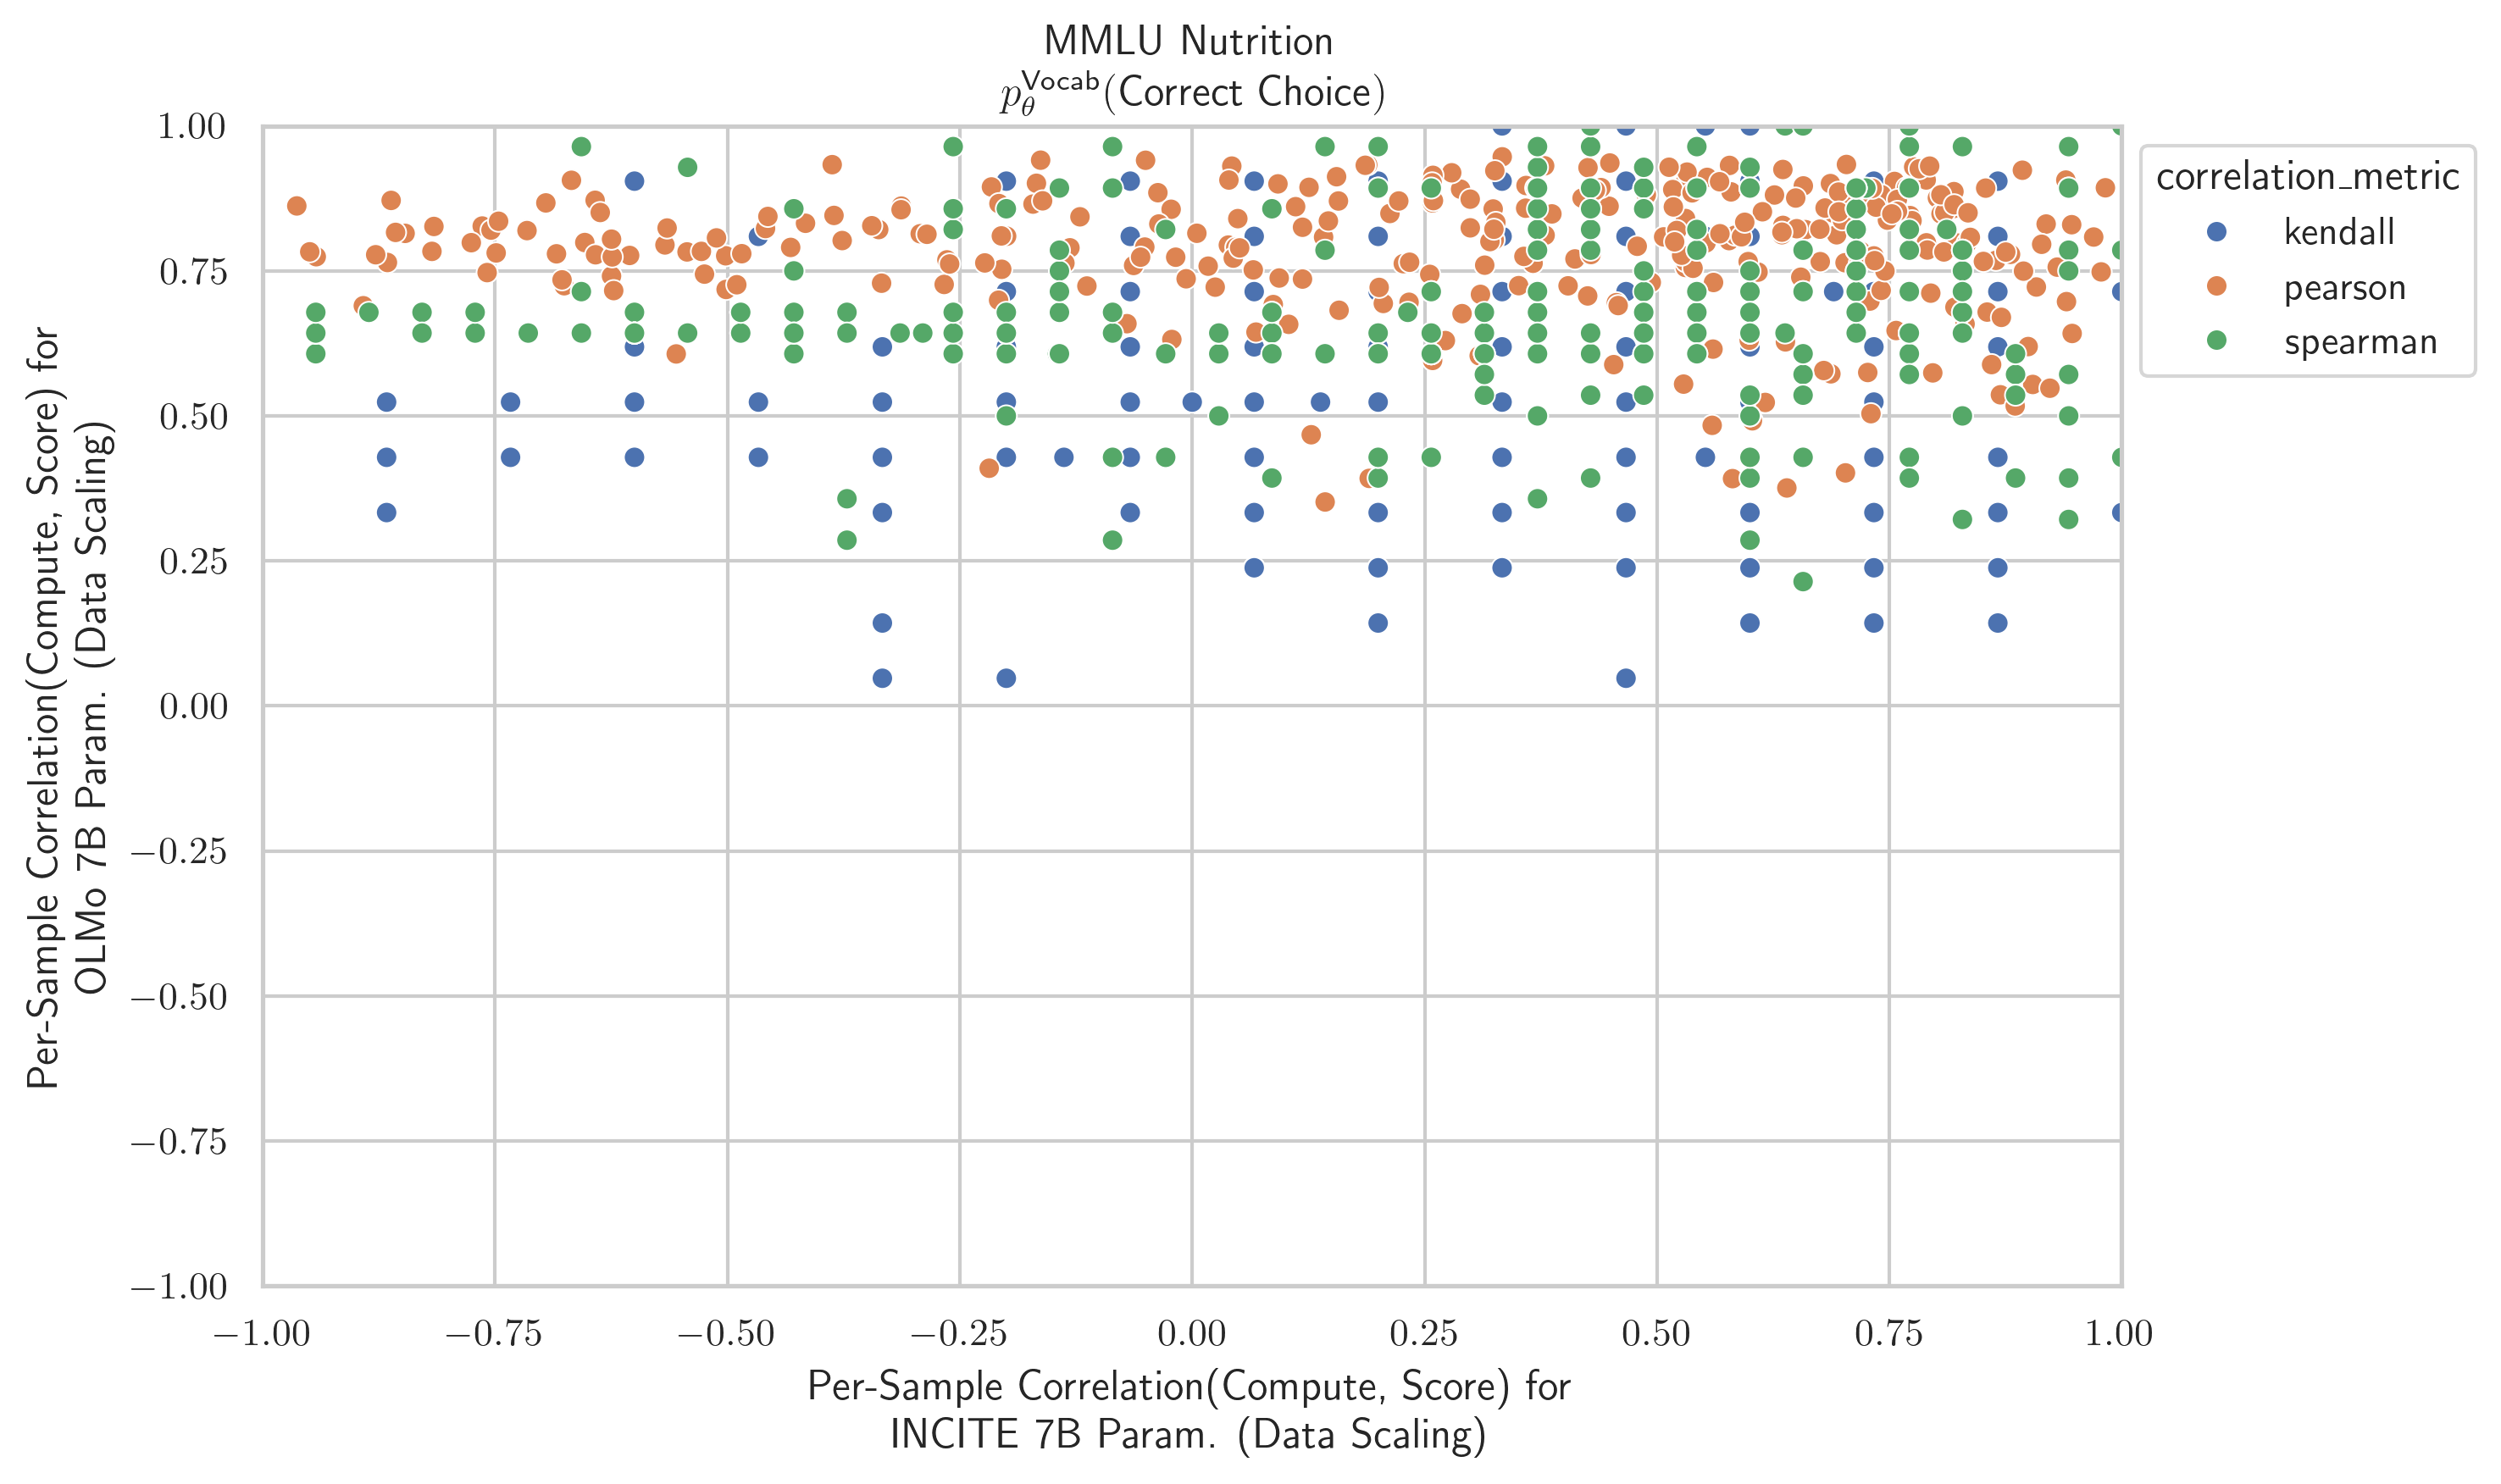 MMLU Nutrition
p_θ^Vocab(Correct Choice)
1.00
0.75
0.50
0.25
0.00
−0.25
−0.50
−0.75
−1.00
Per-Sample Correlation(Compute, Score) for
OLMo 7B Param. (Data Scaling)
−1.00
−0.75
−0.50
−0.25
0.00
0.25
0.50
0.75
1.00
Per-Sample Correlation(Compute, Score) for
INCITE 7B Param. (Data Scaling)
correlation_metric
kendall
pearson
spearman